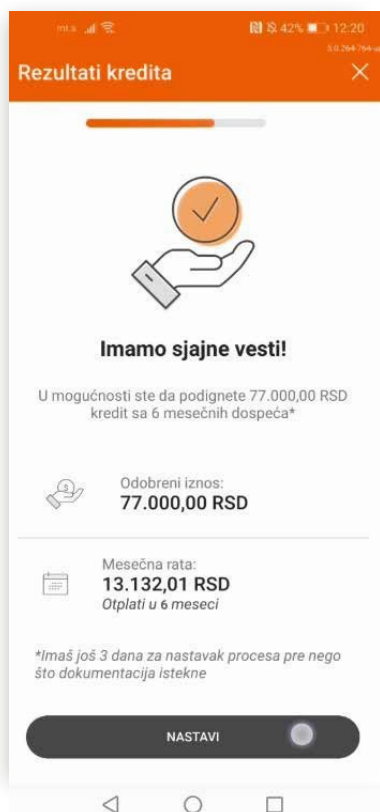 mt:s 42% 12:20
Rezultati kredita
Imamo sjajne vesti!
U mogućnosti ste da podignete 77.000,00 RSD
kredit sa 6 mesečnih dospeća*
Odobreni iznos:
77.000,00 RSD
Mesečna rata:
13.132,01 RSD
Otplati u 6 meseci
*Imaš još 3 dana za nastavak procesa pre nego
što dokumentacija istekne
NASTAVI